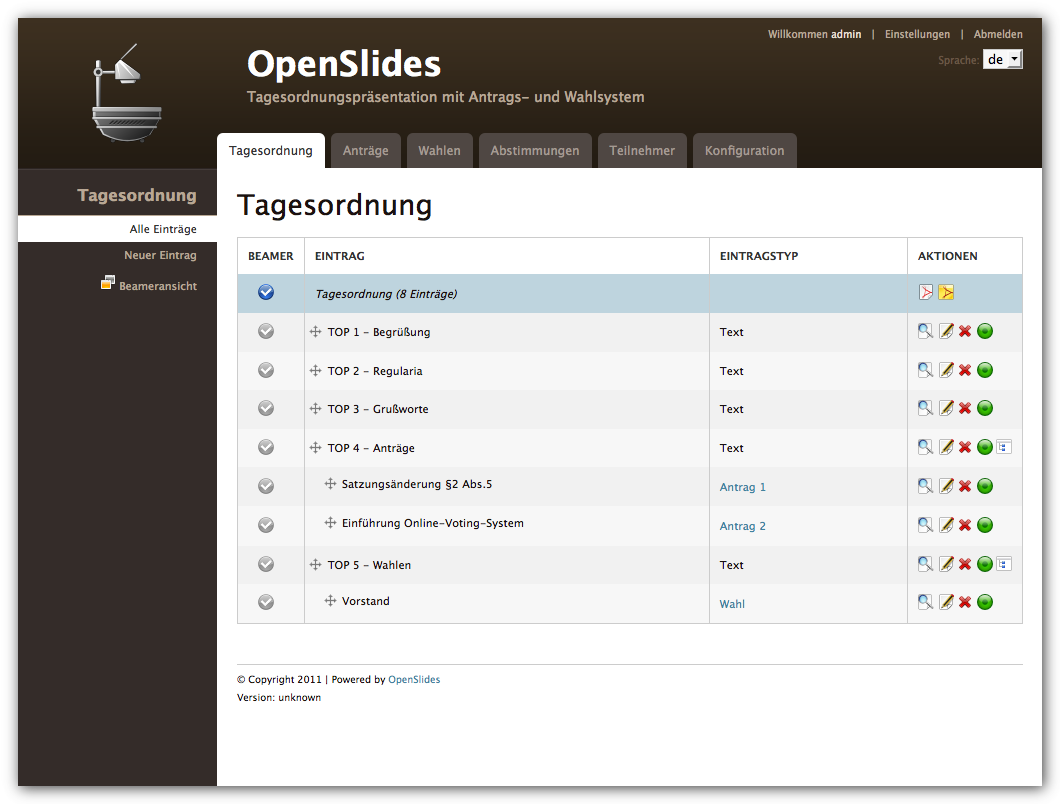 Willkommen admin | Einstellungen | Abmelden
Sprache: de
OpenSlides
Tagesordnungspräsentation mit Antrags- und Wahlsystem
Tagesordnung Anträge Wahlen Abstimmungen Teilnehmer Konfiguration
Tagesordnung
Alle Einträge
Neuer Eintrag
Beameransicht
Tagesordnung
BEAMER EINTRAG EINTRAGSTYP AKTIONEN
Tagesordnung (8 Einträge)
TOP 1 - Begrüßung Text
TOP 2 - Regularia Text
TOP 3 - Grußworte Text
TOP 4 - Anträge Text
Satzungsänderung §2 Abs.5 Antrag 1
Einführung Online-Voting-System Antrag 2
TOP 5 - Wahlen Text
Vorstand Wahl
© Copyright 2011 | Powered by OpenSlides
Version: unknown